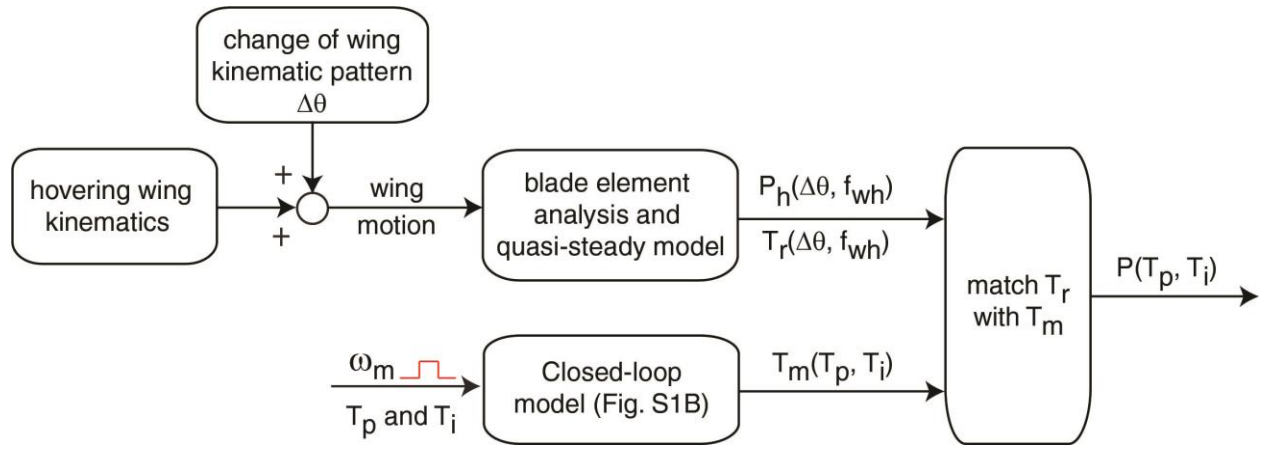 change of wing
kinematic pattern
Δθ
hovering wing
kinematics
+
+
wing
motion
blade element
analysis and
quasi-steady model
P_h(Δθ, f_wh)
T_r(Δθ, f_wh)
match T_r
with T_m
P(T_p, T_i)
ω_m
T_p and T_i
Closed-loop
model (Fig. S1B)
T_m(T_p, T_i)